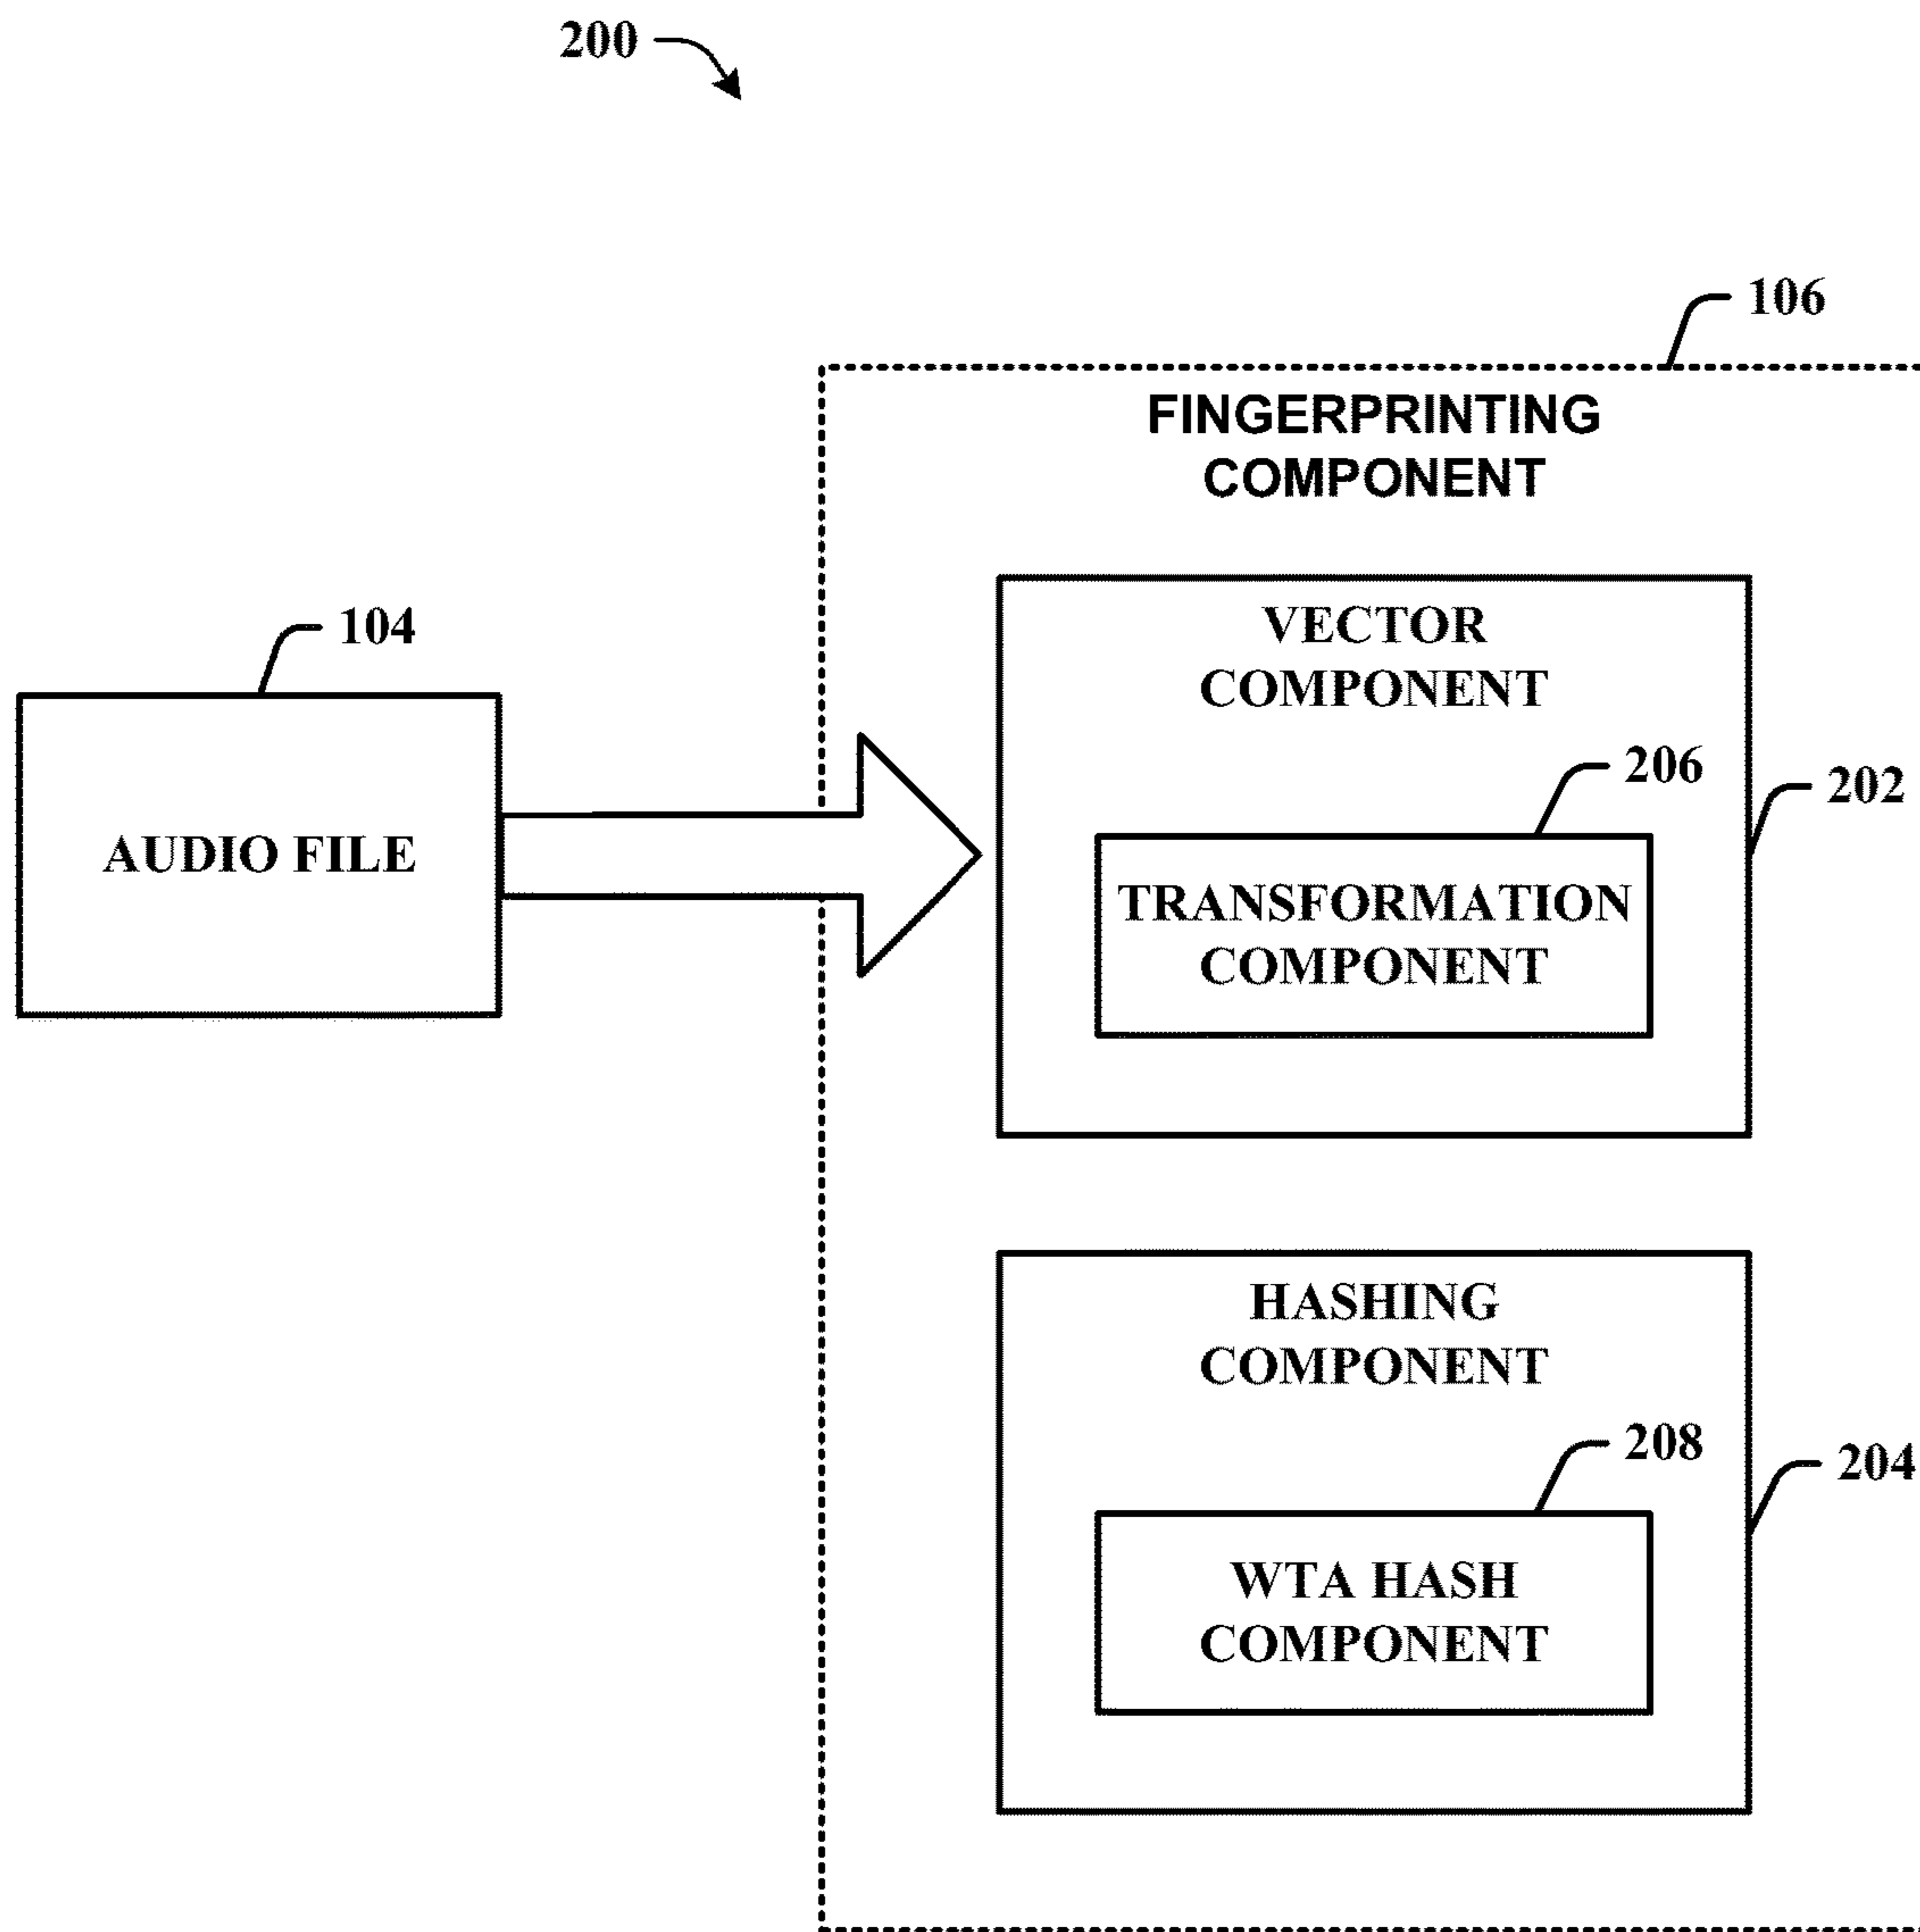 200
106
FINGERPRINTING
COMPONENT
VECTOR
COMPONENT
104
206
202
AUDIO FILE
TRANSFORMATION
COMPONENT
HASHING
COMPONENT
208
204
WTA HASH
COMPONENT